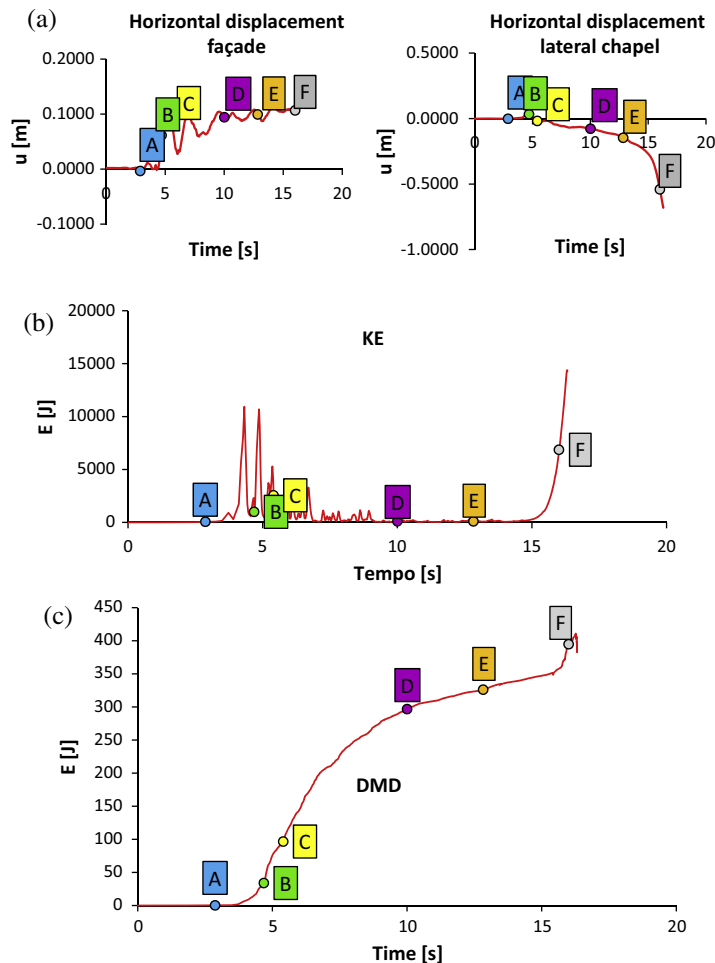 (a)
Horizontal displacement
façade
u [m]
0.2000
0.1000
0.0000
-0.1000
0 5 10 15 20
A B C D E F
Time [s]
Horizontal displacement
lateral chapel
u [m]
0.5000
0.0000
-0.5000
-1.0000
0 5 10 15 20
A B C D E F
Time [s]
(b)
KE
E [J]
20000
15000
10000
5000
0
0 5 10 15 20
A B C D E F
Tempo [s]
(c)
DMD
E [J]
450
400
350
300
250
200
150
100
50
0
0 5 10 15 20
A B C D E F
Time [s]